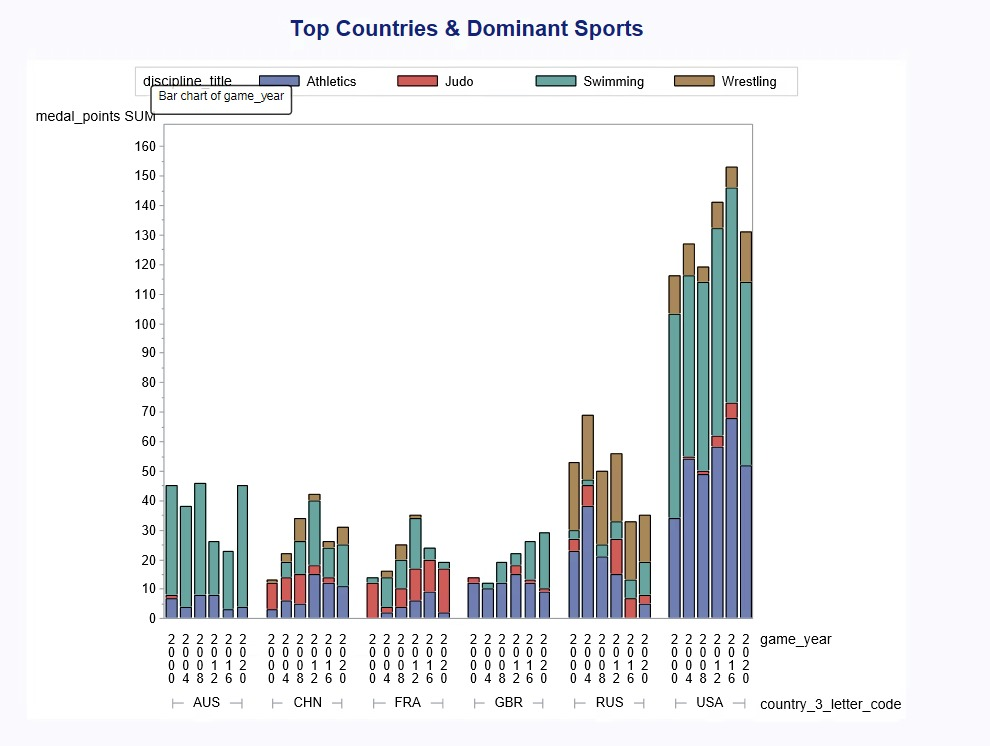 Top Countries & Dominant Sports
discipline_title Athletics Judo Swimming Wrestling
Bar chart of game_year
medal_points SUM
160
150
140
130
120
110
100
90
80
70
60
50
40
30
20
10
0
2000 2004 2008 2012 2016 2020 2000 2004 2008 2012 2016 2020 2000 2004 2008 2012 2016 2020 2000 2004 2008 2012 2016 2020 2000 2004 2008 2012 2016 2020 2000 2004 2008 2012 2016 2020 game_year
AUS CHN FRA GBR RUS USA country_3_letter_code